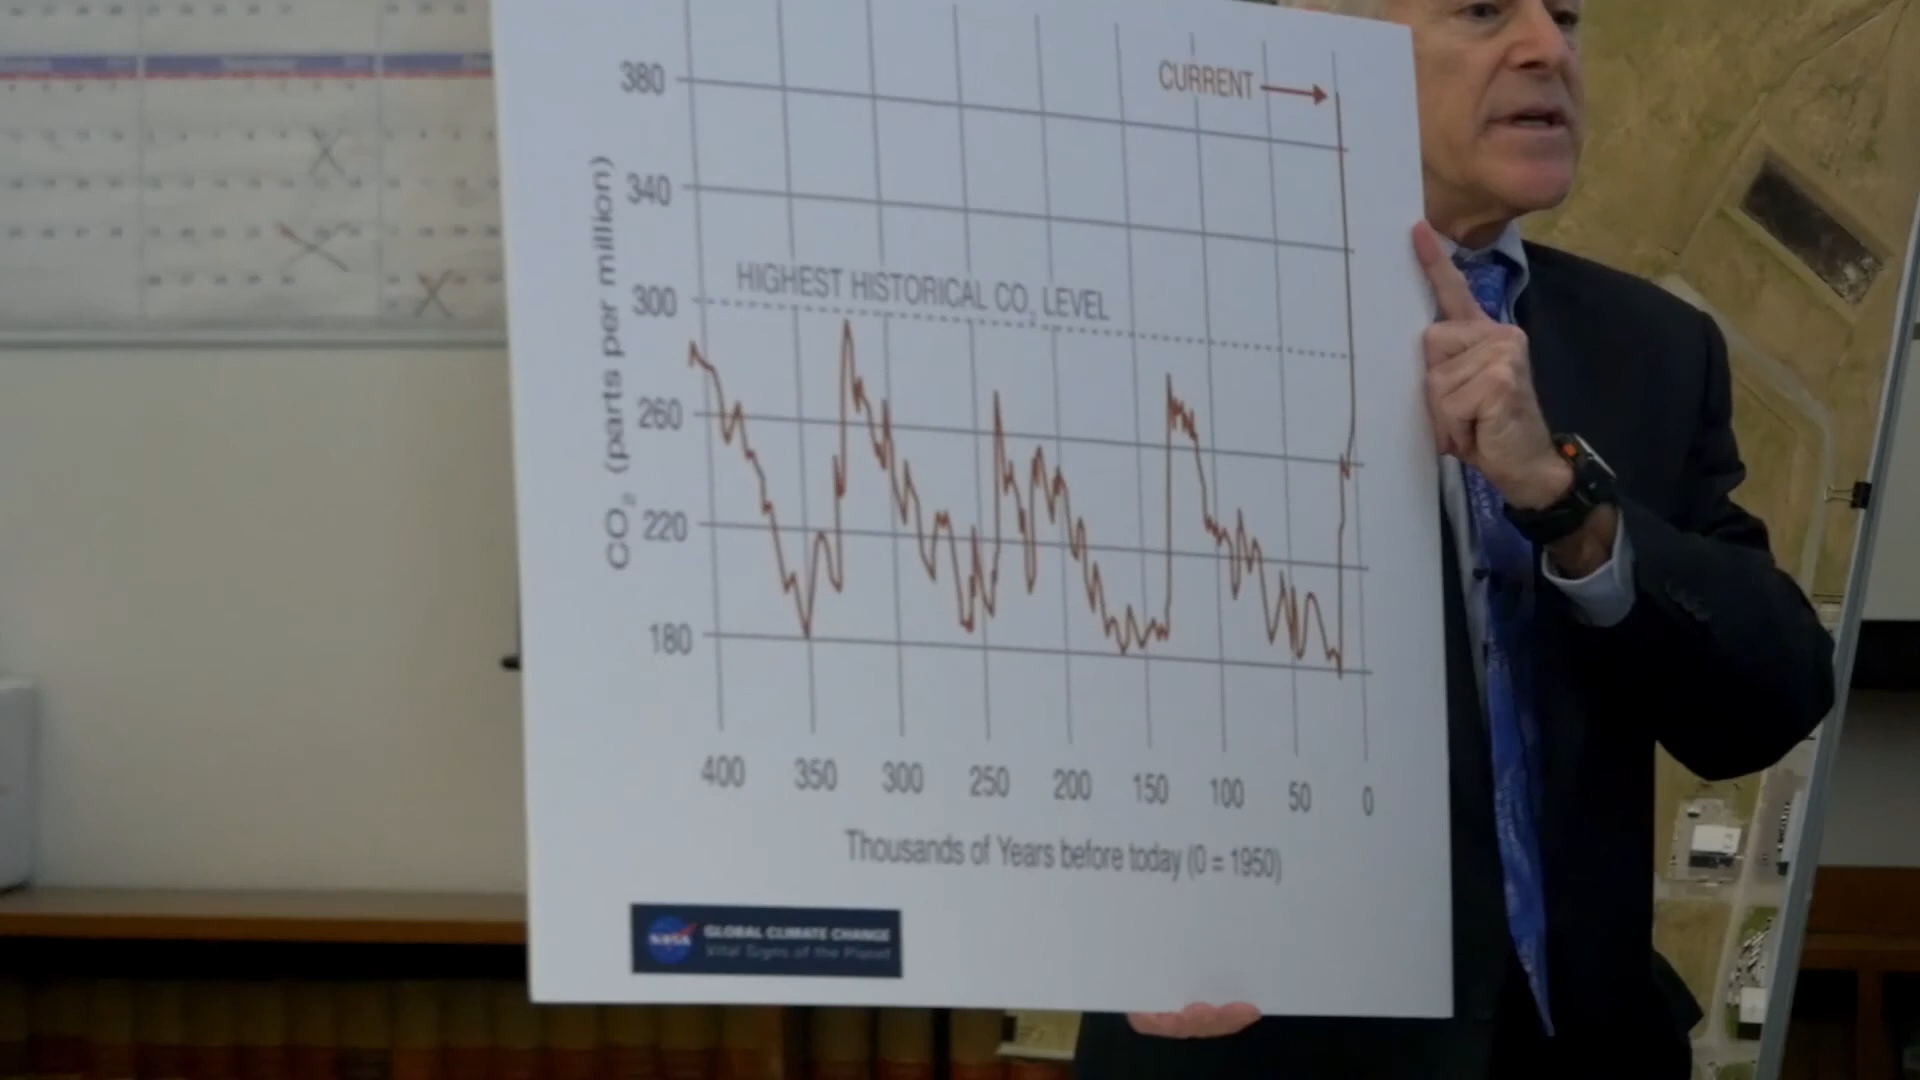 380
CURRENT
340
HIGHEST HISTORICAL CO₂ LEVEL
300
260
220
180
CO₂ (parts per million)
400 350 300 250 200 150 100 50 0
Thousands of Years before today (0 = 1950)
NASA GLOBAL CLIMATE CHANGE
Vital Signs of the Planet